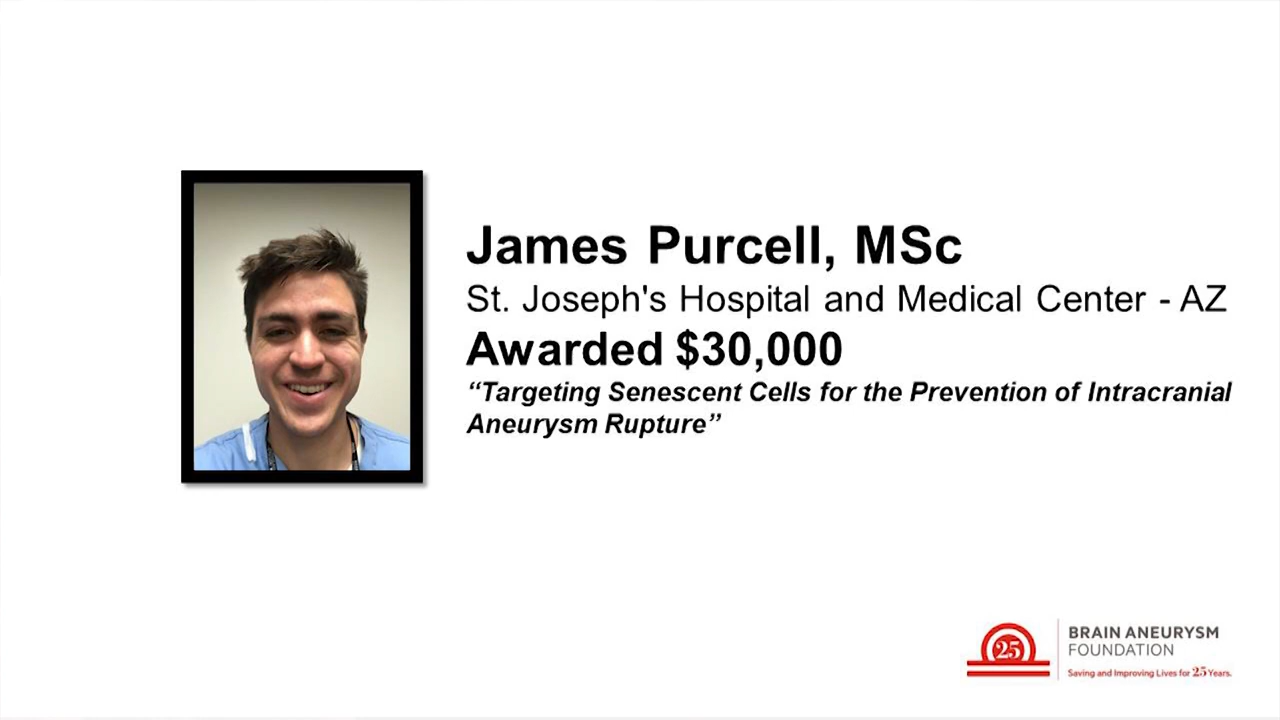 James Purcell, MSc
St. Joseph's Hospital and Medical Center - AZ
Awarded $30,000
“Targeting Senescent Cells for the Prevention of Intracranial
Aneurysm Rupture”
25
BRAIN ANEURYSM
FOUNDATION
Saving and Improving Lives for 25 Years.